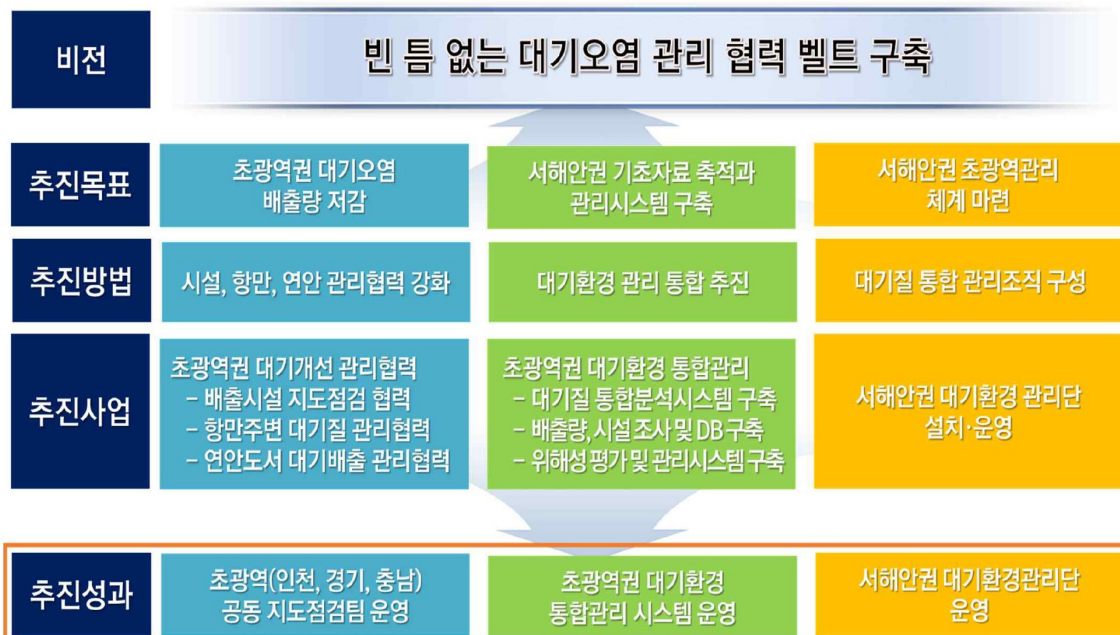 비전
빈 틈 없는 대기오염 관리 협력 벨트 구축
추진목표
초광역권 대기오염
배출량 저감
서해안권 기초자료 축적과
관리시스템 구축
서해안권 초광역관리
체계 마련
추진방법
시설, 항만, 연안 관리협력 강화
대기환경 관리 통합 추진
대기질 통합 관리조직 구성
추진사업
초광역권 대기개선 관리협력
– 배출시설 지도점검 협력
– 항만주변 대기질 관리협력
– 연안도서 대기배출 관리협력
초광역권 대기환경 통합관리
– 대기질 통합분석시스템 구축
– 배출량, 시설 조사 및 DB 구축
– 위해성 평가 및 관리시스템 구축
서해안권 대기환경 관리단
설치·운영
추진성과
초광역(인천, 경기, 충남)
공동 지도점검팀 운영
초광역권 대기환경
통합관리 시스템 운영
서해안권 대기환경관리단
운영